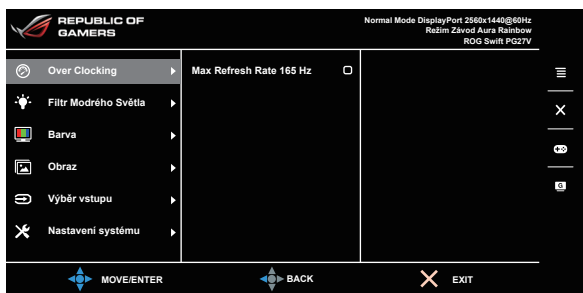 REPUBLIC OF
GAMERS
Normal Mode DisplayPort 2560x1440@60Hz
Režim Závod Aura Rainbow
ROG Swift PG27V
Over Clocking
Max Refresh Rate 165 Hz
Filtr Modrého Světla
Barva
Obraz
Výběr vstupu
Nastavení systému
G
MOVE/ENTER
BACK
EXIT